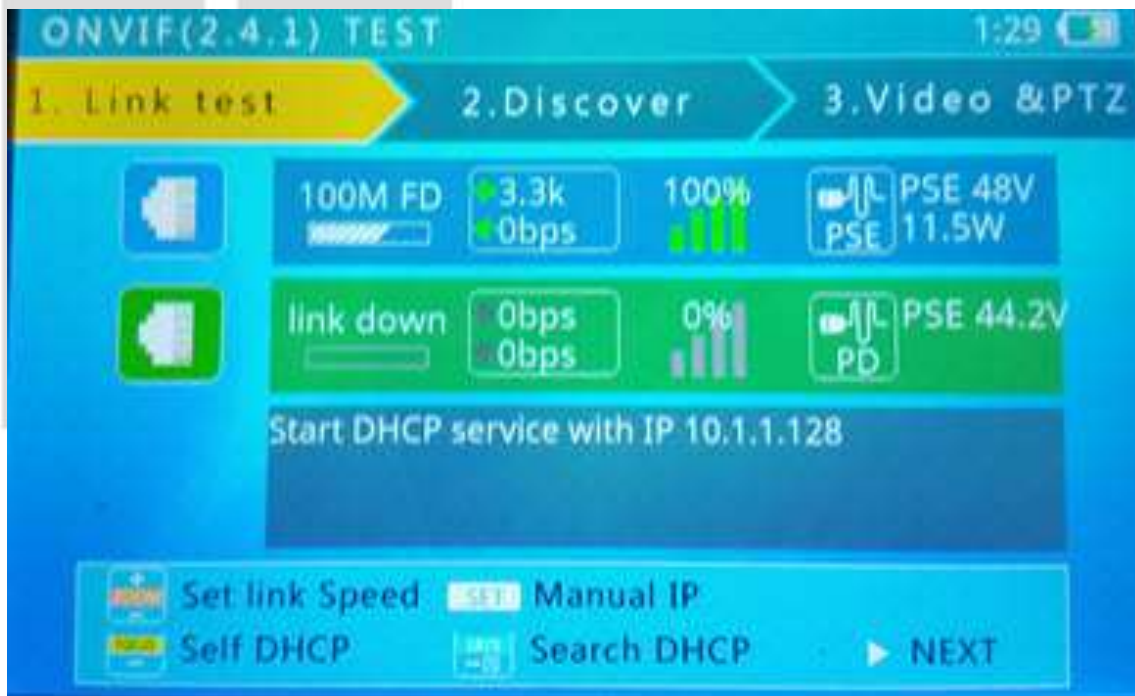 ONVIF(2.4.1) TEST 1:29
1. Link test 2.Discover 3.Video &PTZ
100M FD 3.3k 100% PSE 48V
0bps PSE 11.5W
link down 0bps 0% PSE 44.2V
0bps PD
Start DHCP service with IP 10.1.1.128
Set link Speed SET Manual IP
Self DHCP Search DHCP NEXT